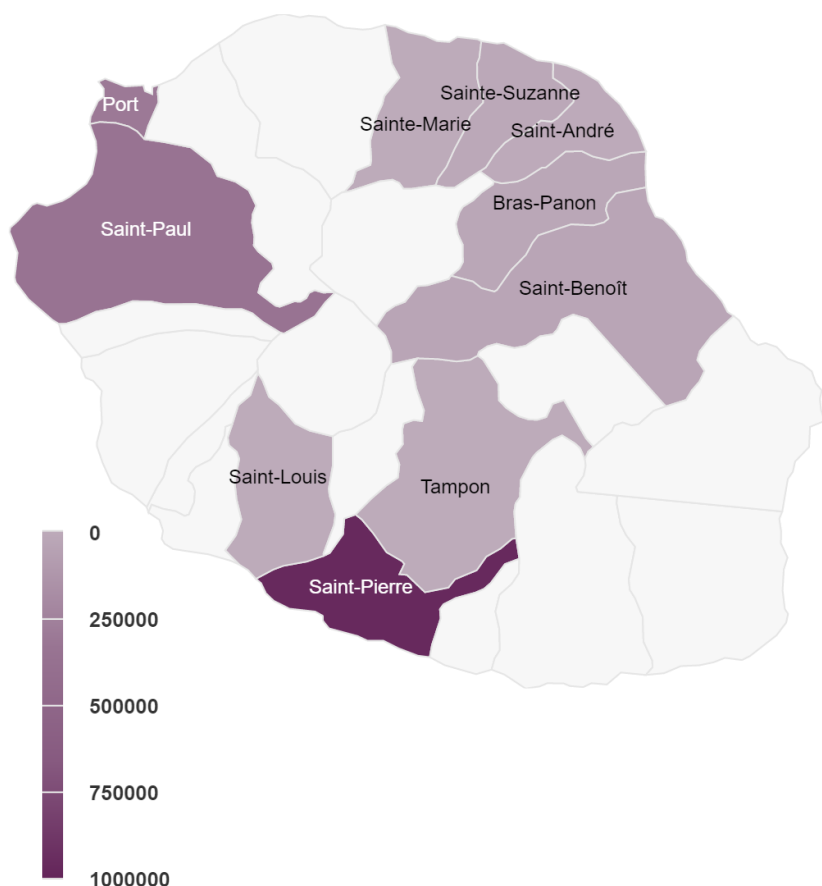 Port
Sainte-Suzanne
Sainte-Marie
Saint-André
Bras-Panon
Saint-Paul
Saint-Benoît
Saint-Louis
Tampon
Saint-Pierre
0
250000
500000
750000
1000000